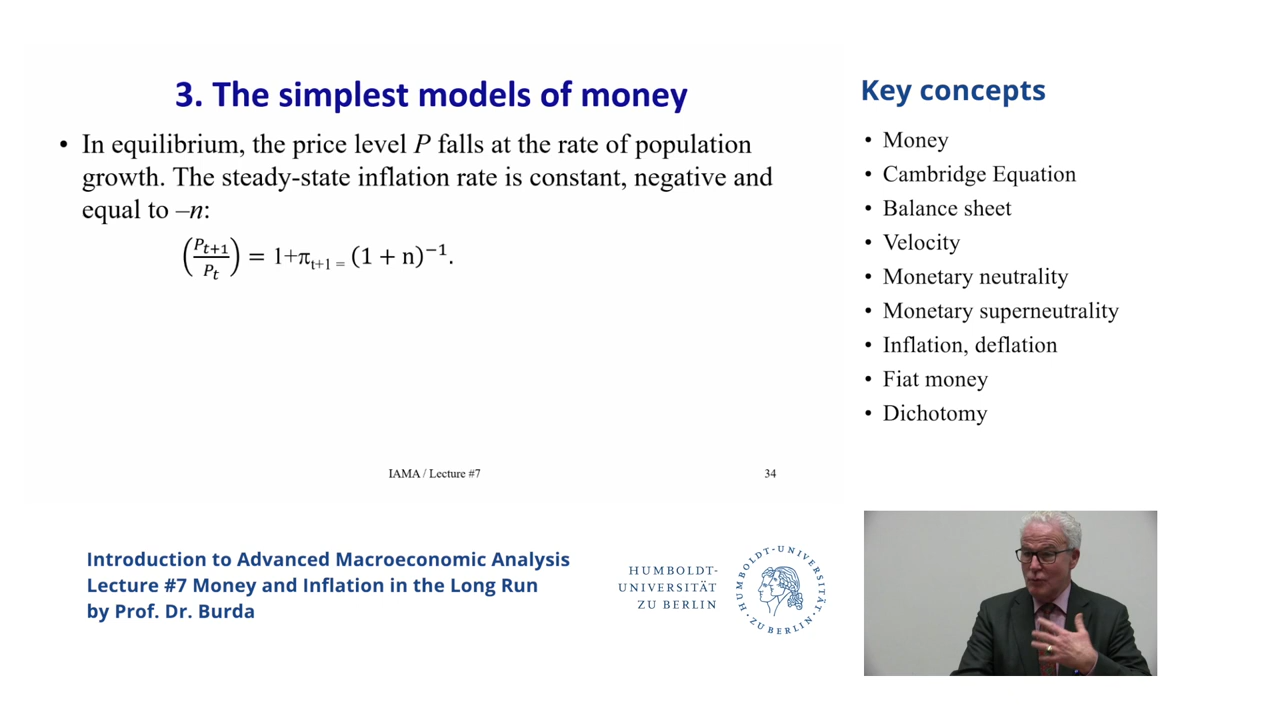 3. The simplest models of money
• In equilibrium, the price level P falls at the rate of population
growth. The steady-state inflation rate is constant, negative and
equal to –n:
(P_{t+1}/P_t) = 1+π_{t+1} = (1 + n)^{−1}.
IAMA / Lecture #7
34
Key concepts
• Money
• Cambridge Equation
• Balance sheet
• Velocity
• Monetary neutrality
• Monetary superneutrality
• Inflation, deflation
• Fiat money
• Dichotomy
Introduction to Advanced Macroeconomic Analysis
Lecture #7 Money and Inflation in the Long Run
by Prof. Dr. Burda
HUMBOLDT-
UNIVERSITÄT
ZU BERLIN
HUMBOLDT-UNIVERSITÄT
· ZU BERLIN ·